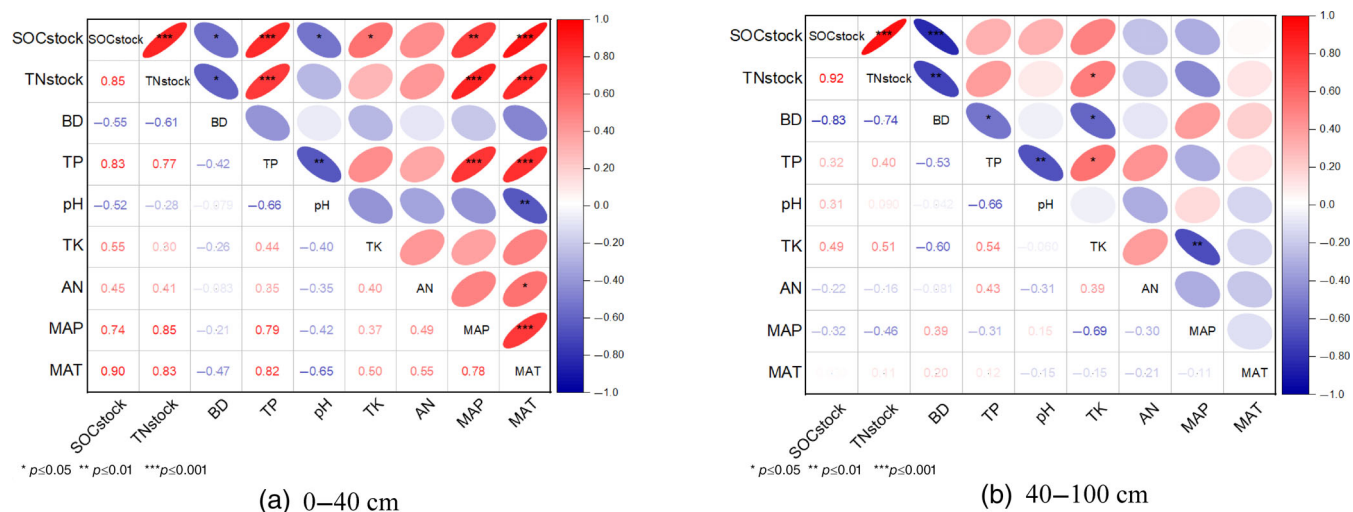 SOCstock SOCstock *** * *** * * ** *** 1.0
0.80
TNstock 0.85 TNstock * *** *** *** 0.60
BD −0.55 −0.61 BD 0.40
0.20
TP 0.83 0.77 −0.42 TP ** *** *** 0.0
pH −0.52 −0.28 −0.66 pH ** −0.20
TK 0.55 −0.26 0.44 −0.40 TK −0.40
AN 0.45 0.41 0.35 −0.35 0.40 AN * −0.60
MAP 0.74 0.85 −0.21 0.79 −0.42 0.37 0.49 MAP *** −0.80
MAT 0.90 0.83 −0.47 0.82 −0.65 0.50 0.55 0.78 MAT −1.0
SOCstock TNstock BD TP pH TK AN MAP MAT
* p≤0.05 ** p≤0.01 ***p≤0.001
(a) 0–40 cm
SOCstock SOCstock *** *** 1.0
0.80
TNstock 0.92 TNstock ** * 0.60
BD −0.83 −0.74 BD * * 0.40
0.20
TP 0.32 0.40 −0.53 TP ** * 0.0
pH 0.31 −0.66 pH −0.20
TK 0.49 0.51 −0.60 0.54 TK ** −0.40
AN −0.22 −0.16 0.43 −0.31 0.39 AN −0.60
MAP −0.32 −0.46 0.39 −0.31 0.15 −0.69 −0.30 MAP −0.80
MAT 0.11 0.20 0.12 −0.15 −0.15 −0.21 −0.11 MAT −1.0
SOCstock TNstock BD TP pH TK AN MAP MAT
* p≤0.05 ** p≤0.01 ***p≤0.001
(b) 40–100 cm